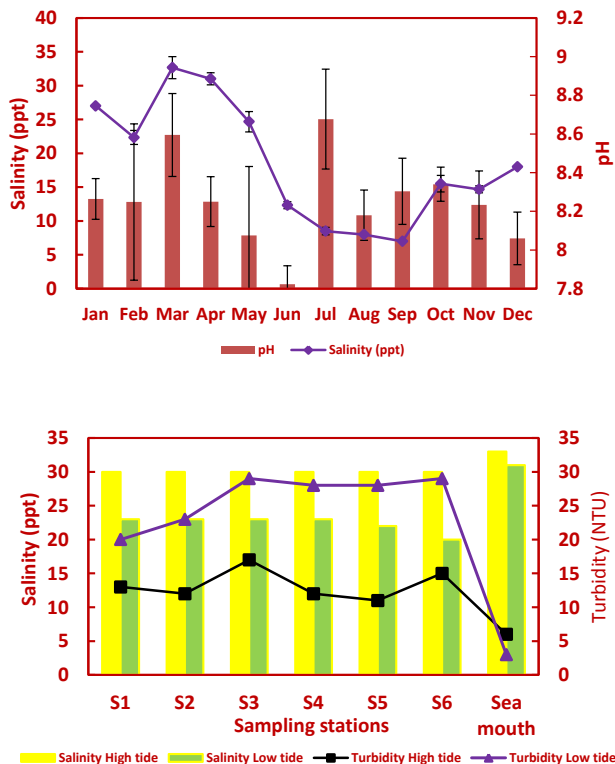 40 9.2
35 9
30 8.8
25 8.6
20
15 8.4
10 8.2
5 8
0 7.8
Salinity (ppt)
pH
Jan Feb Mar Apr May Jun Jul Aug Sep Oct Nov Dec
pH Salinity (ppt)
35 35
30 30
25 25
20 20
15 15
10 10
5 5
0 0
Salinity (ppt)
Turbidity (NTU)
S1 S2 S3 S4 S5 S6 Sea
mouth
Sampling stations
Salinity High tide Salinity Low tide Turbidity High tide Turbidity Low tide